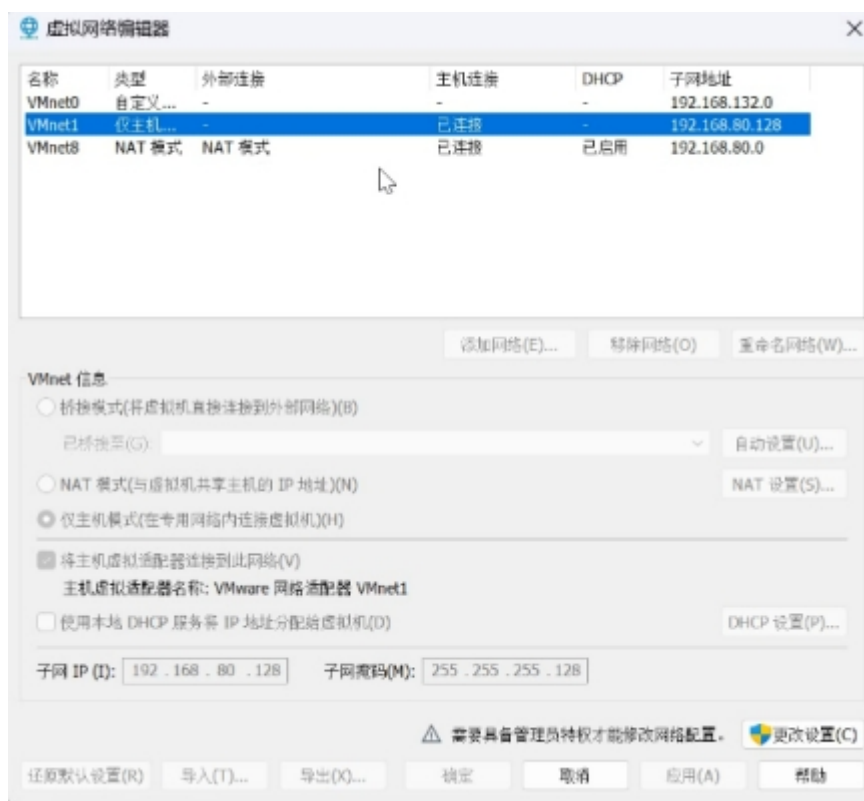 虚拟网络编辑器
名称 类型 外部连接 主机连接 DHCP 子网地址
VMnet0 自定义... - - - 192.168.132.0
VMnet1 仅主机... - 已连接 - 192.168.80.128
VMnet8 NAT 模式 NAT 模式 已连接 已启用 192.168.80.0
添加网络(E)... 移除网络(O) 重命名网络(W)...
VMnet 信息
桥接模式(将虚拟机直接连接到外部网络)(B)
已桥接至(G): 自动设置(U)...
NAT 模式(与虚拟机共享主机的 IP 地址)(N) NAT 设置(S)...
仅主机模式(在专用网络内连接虚拟机)(H)
将主机虚拟适配器连接到此网络(V)
主机虚拟适配器名称: VMware 网络适配器 VMnet1
使用本地 DHCP 服务将 IP 地址分配给虚拟机(D) DHCP 设置(P)...
子网 IP (I): 192 . 168 . 80 . 128 子网掩码(M): 255 . 255 . 255 . 128
⚠ 需要具备管理员特权才能修改网络配置。 更改设置(C)
还原默认设置(R) 导入(T)... 导出(X)... 确定 取消 应用(A) 帮助